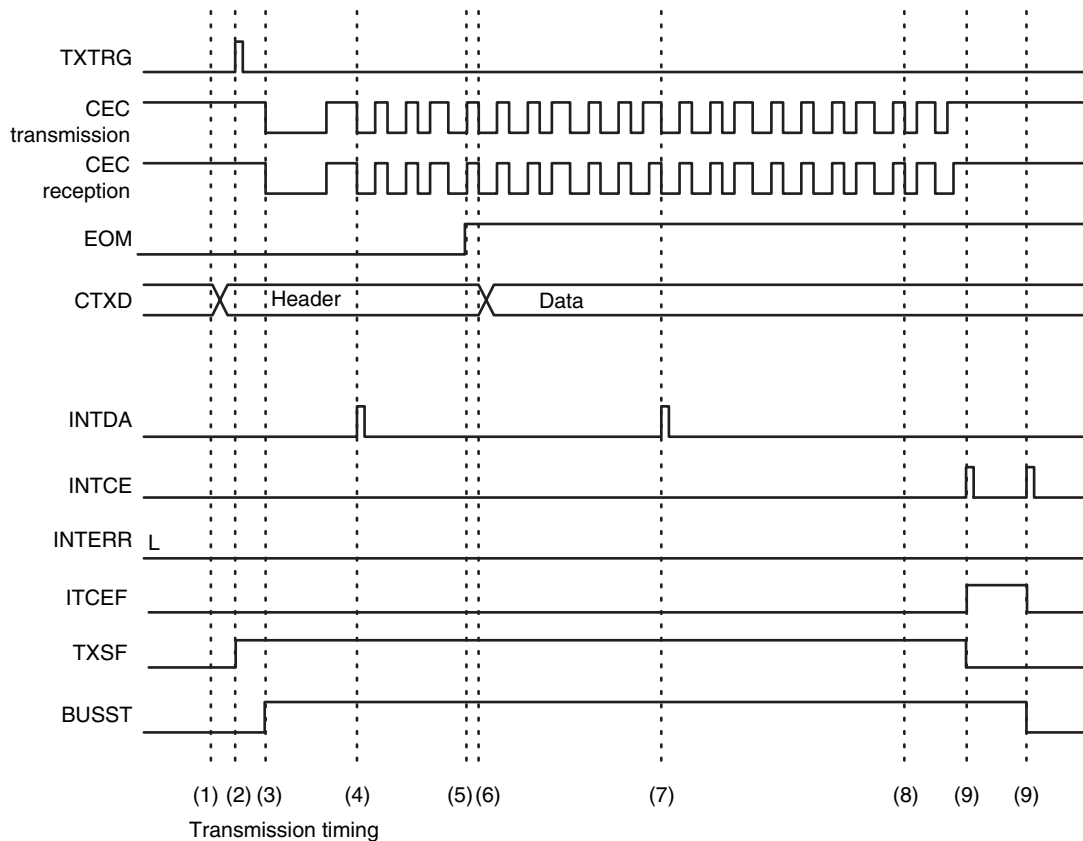 TXTRG
CEC
transmission
CEC
reception
EOM
CTXD
Header
Data
INTDA
INTCE
INTERR L
ITCEF
TXSF
BUSST
(1) (2) (3) (4) (5) (6) (7) (8) (9) (9)
Transmission timing